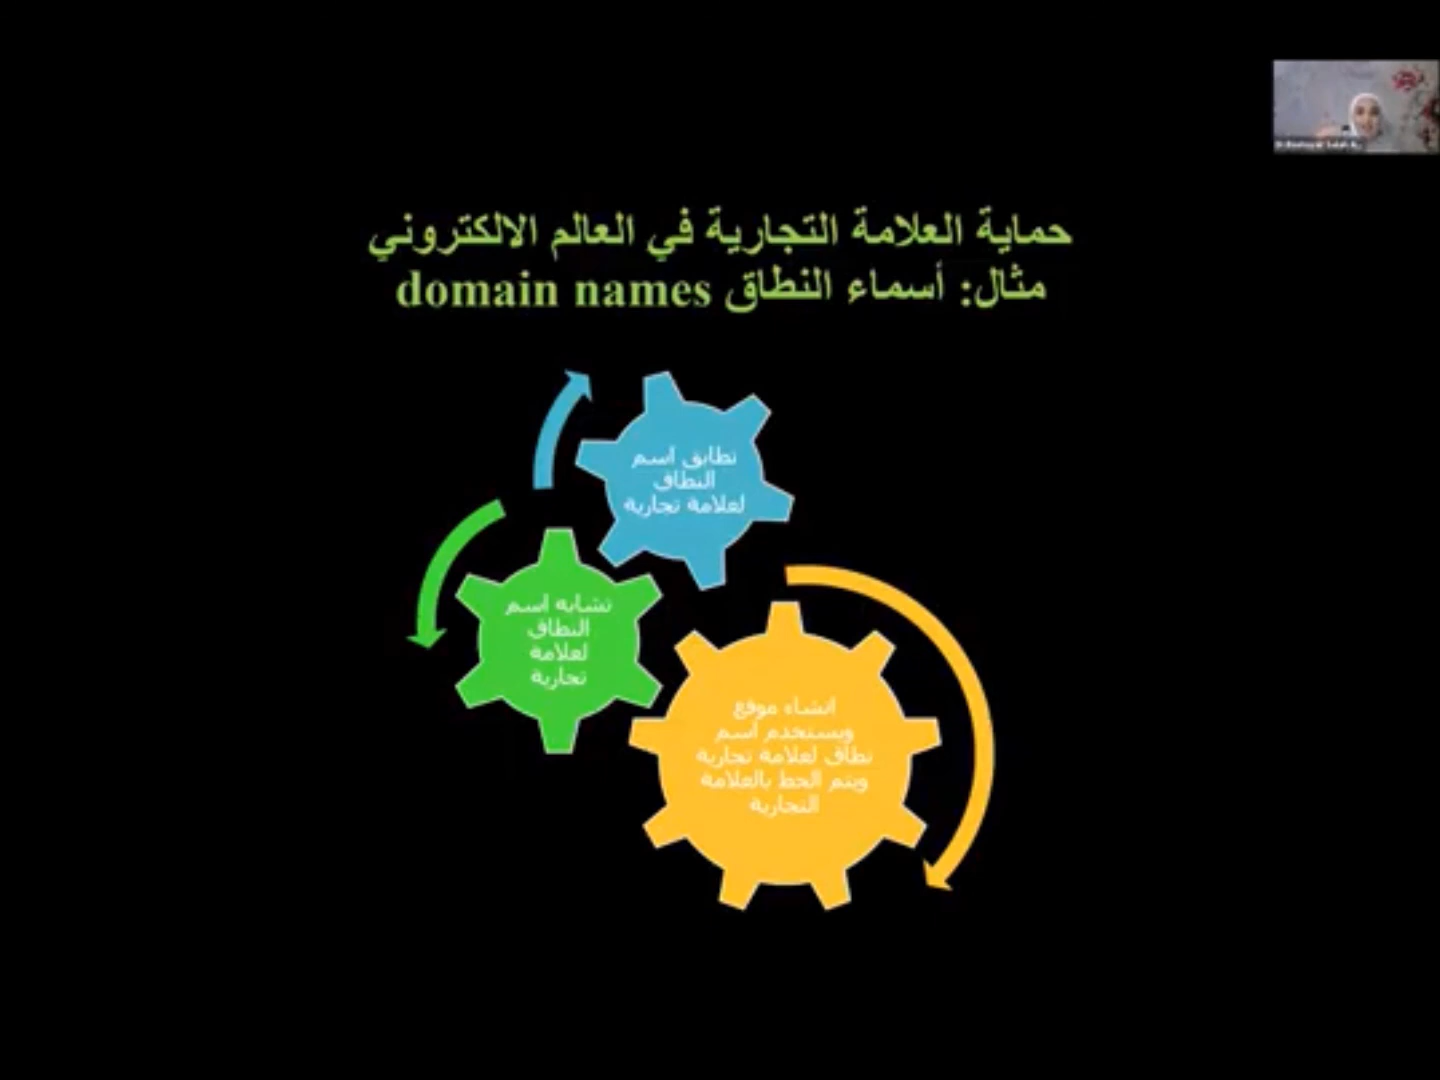 حماية العلامة التجارية في العالم الالكتروني
مثال: أسماء النطاق domain names
تطابق اسم
النطاق
لعلامة تجارية
تشابه اسم
النطاق
لعلامة
تجارية
انشاء موقع
ويستخدم اسم
نطاق لعلامة تجارية
ويتم الحط بالعلامة
التجارية